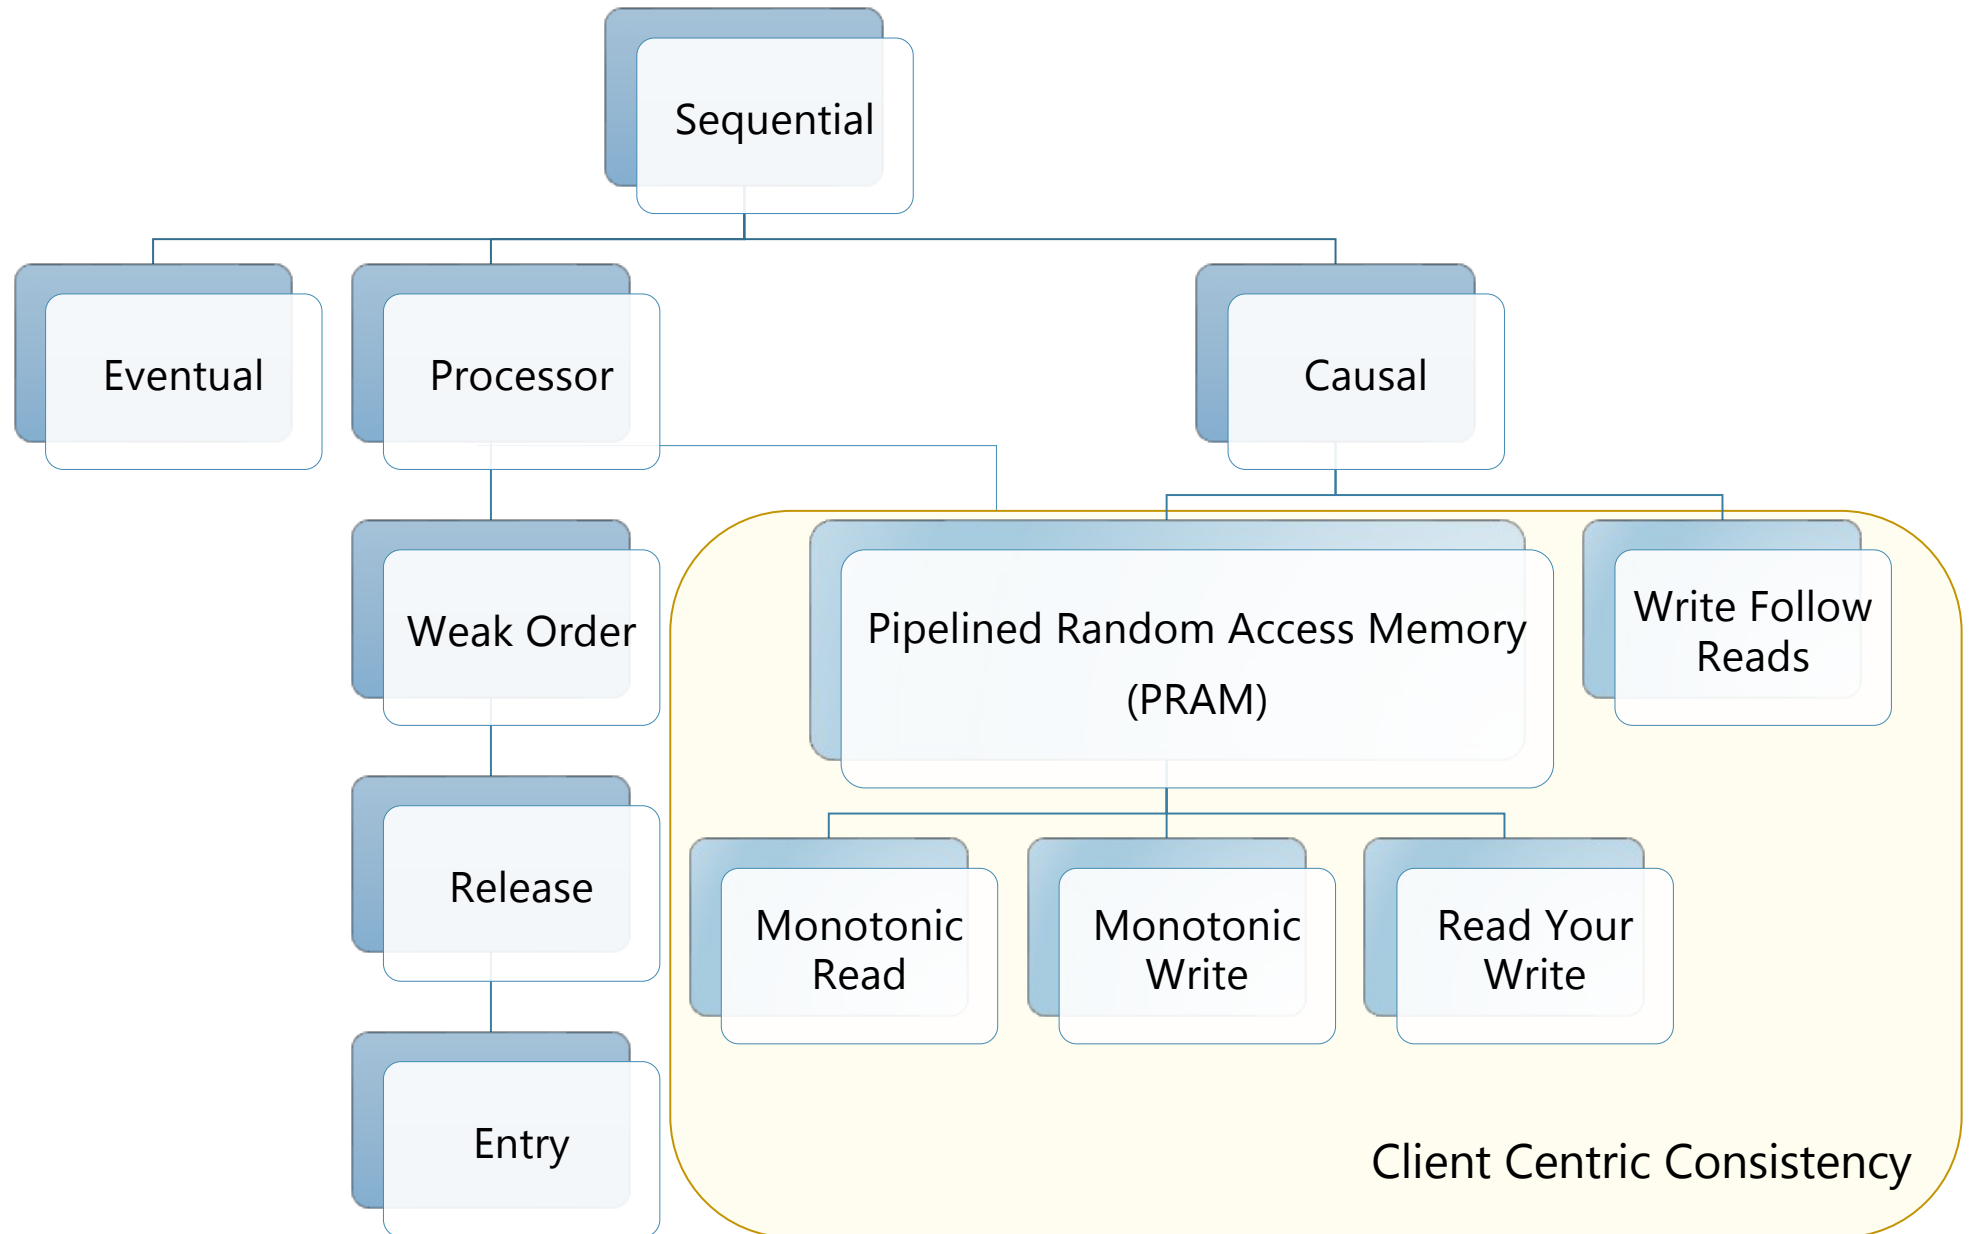 Sequential
Eventual
Processor
Causal
Weak Order
Pipelined Random Access Memory
(PRAM)
Write Follow
Reads
Release
Monotonic
Read
Monotonic
Write
Read Your
Write
Entry
Client Centric Consistency